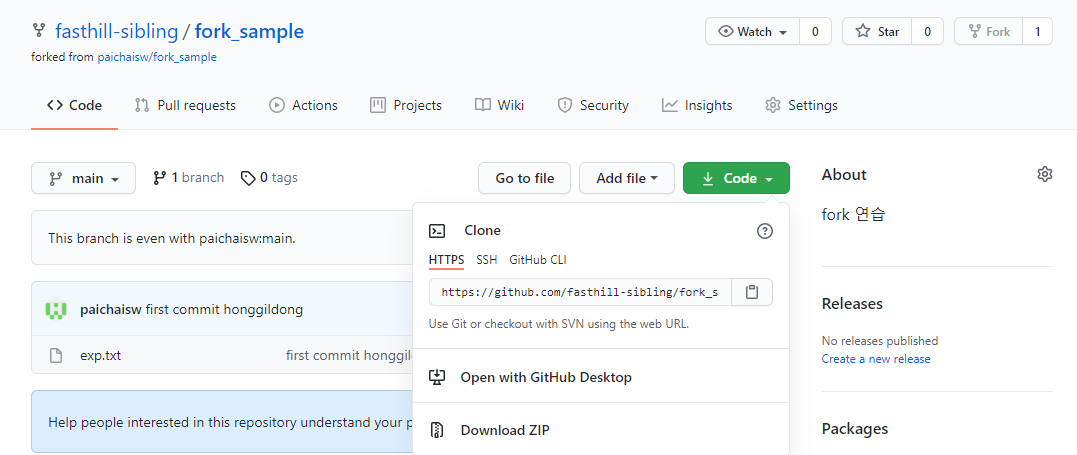 fasthill-sibling / fork_sample
Watch 0 Star 0 Fork 1
forked from paichaisw/fork_sample
Code Pull requests Actions Projects Wiki Security Insights Settings
main 1 branch 0 tags Go to file Add file Code
About
fork 연습
This branch is even with paichaisw:main.
Clone
HTTPS SSH GitHub CLI
https://github.com/fasthill-sibling/fork_s
Use Git or checkout with SVN using the web URL.
paichaisw first commit honggildong
exp.txt first commit honggild
Releases
No releases published
Create a new release
Open with GitHub Desktop
Help people interested in this repository understand your p
Download ZIP
Packages